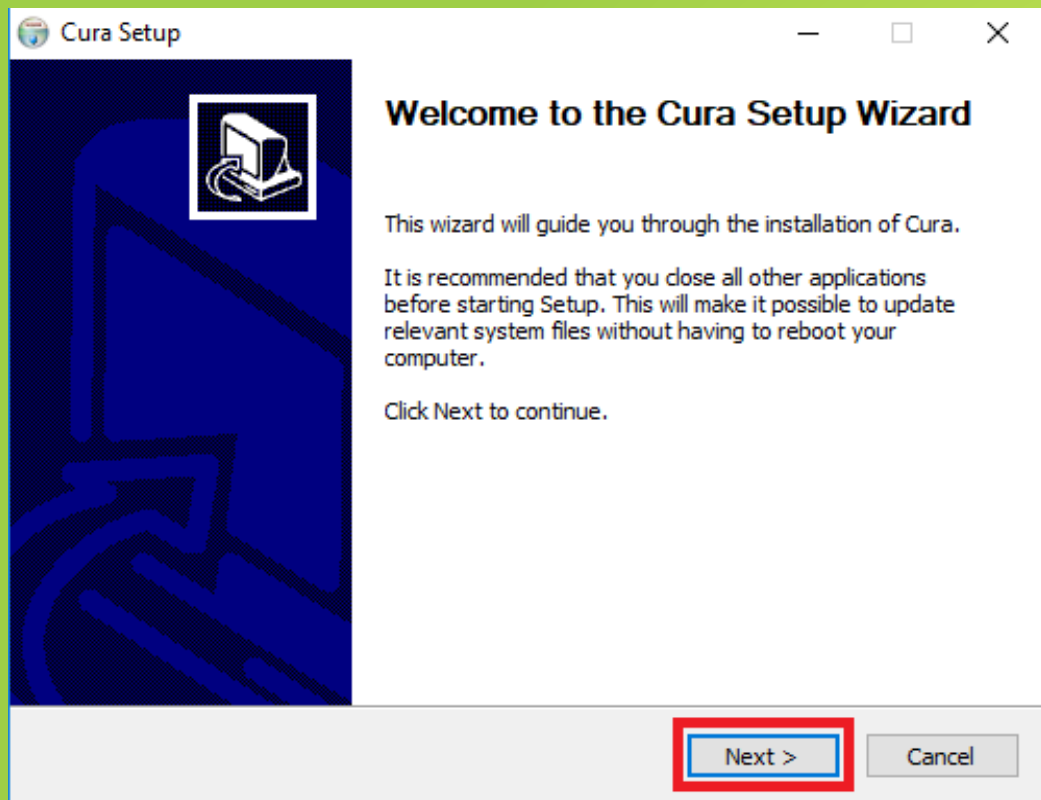 Cura Setup
Welcome to the Cura Setup Wizard
This wizard will guide you through the installation of Cura.
It is recommended that you close all other applications
before starting Setup. This will make it possible to update
relevant system files without having to reboot your
computer.
Click Next to continue.
Next >
Cancel